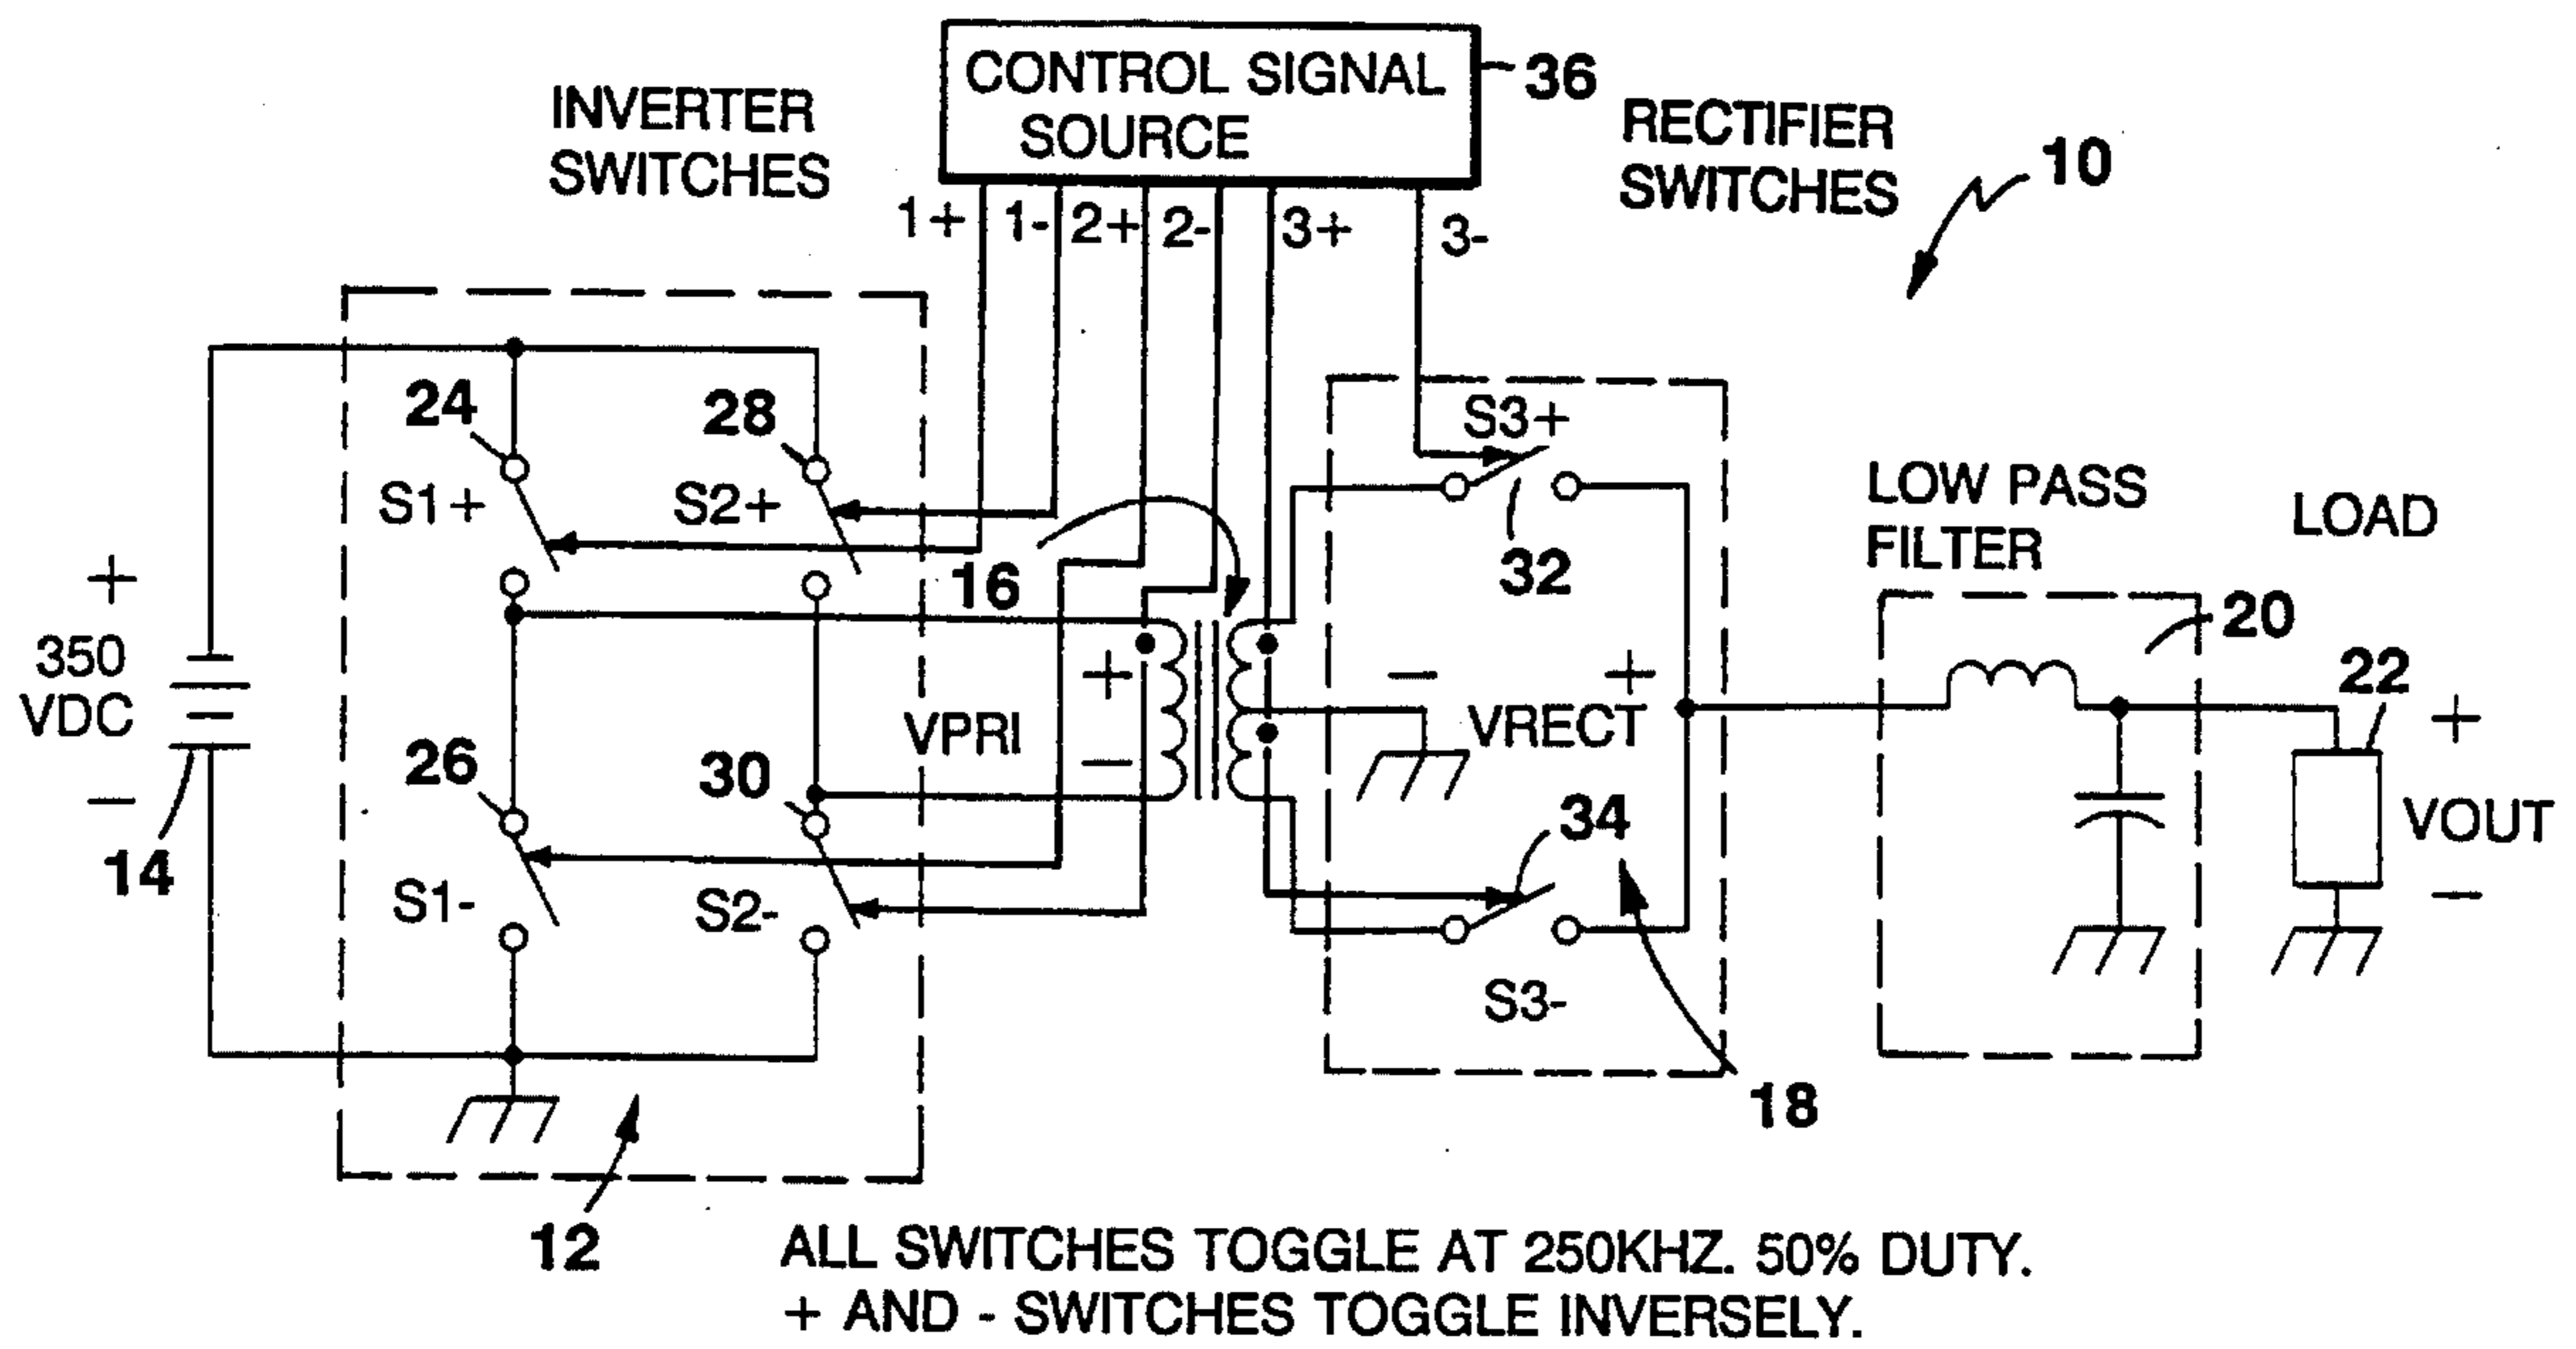 CONTROL SIGNAL
SOURCE
36
INVERTER
SWITCHES
RECTIFIER
SWITCHES
10
1+ 1- 2+ 2- 3+ 3-
24
28
S1+
S2+
S3+
32
16
LOW PASS
FILTER
LOAD
20
22
+
350
VDC
−
14
26
30
S1-
S2-
+
VPRI
−
− +
VRECT
34
S3-
18
+
VOUT
−
12
ALL SWITCHES TOGGLE AT 250KHZ. 50% DUTY.
+ AND - SWITCHES TOGGLE INVERSELY.